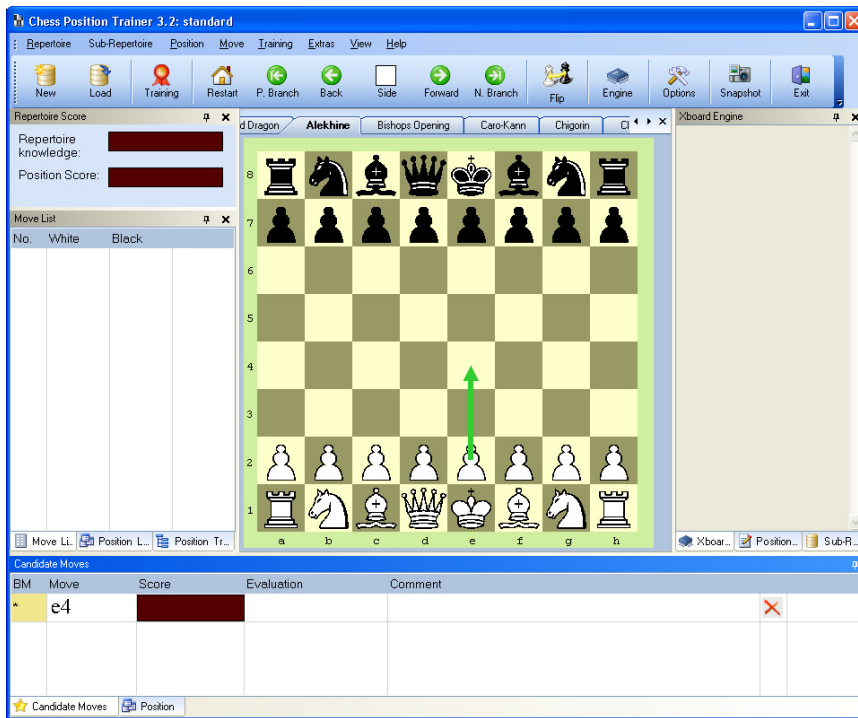 Chess Position Trainer 3.2: standard
Repertoire Sub-Repertoire Position Move Training Extras View Help
New Load Training Restart P. Branch Back Side Forward N. Branch Flip Engine Options Snapshot Exit
Repertoire Score
Repertoire
knowledge:
Position Score:
d Dragon Alekhine Bishops Opening Caro-Kann Chigorin Cl
Xboard Engine
Move List
No. White Black
8
7
6
5
4
3
2
1
a b c d e f g h
Move Li.. Position L... Position Tr...
Xboar... Position... Sub-R...
Candidate Moves
BM Move Score Evaluation Comment
* e4
Candidate Moves Position